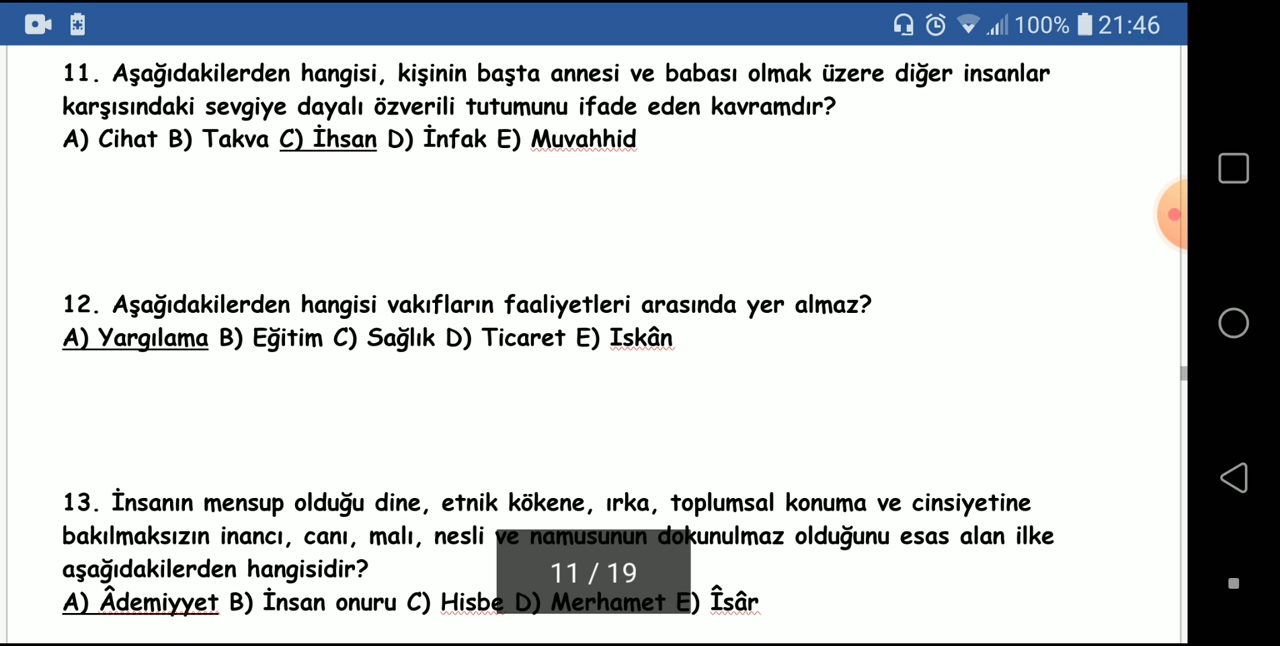 100% 21:46
11. Aşağıdakilerden hangisi, kişinin başta annesi ve babası olmak üzere diğer insanlar
karşısındaki sevgiye dayalı özverili tutumunu ifade eden kavramdır?
A) Cihat B) Takva C) İhsan D) İnfak E) Muvahhid
12. Aşağıdakilerden hangisi vakıfların faaliyetleri arasında yer almaz?
A) Yargılama B) Eğitim C) Sağlık D) Ticaret E) Iskân
13. İnsanın mensup olduğu dine, etnik kökene, ırka, toplumsal konuma ve cinsiyetine
bakılmaksızın inancı, canı, malı, nesli ve namusunun dokunulmaz olduğunu esas alan ilke
aşağıdakilerden hangisidir?
11 / 19
A) Âdemiyyet B) İnsan onuru C) Hisbe D) Merhamet E) Îsâr